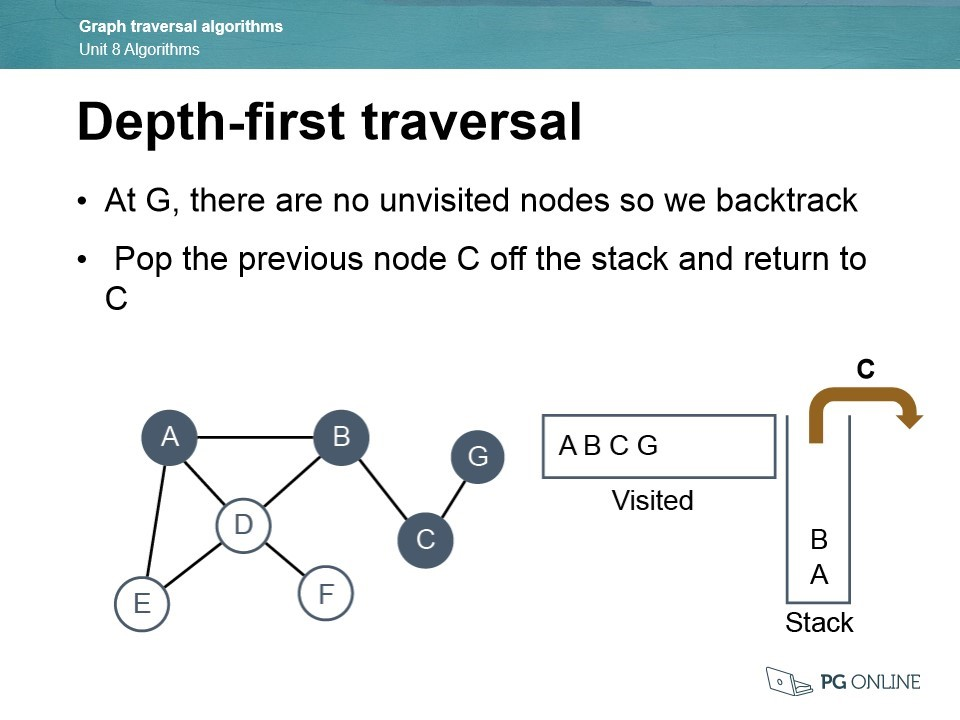 Graph traversal algorithms
Unit 8 Algorithms
Depth-first traversal
• At G, there are no unvisited nodes so we backtrack
• Pop the previous node C off the stack and return to
C
C
A
B
G
A B C G
Visited
D
C
B
A
E
F
Stack
PG ONLINE